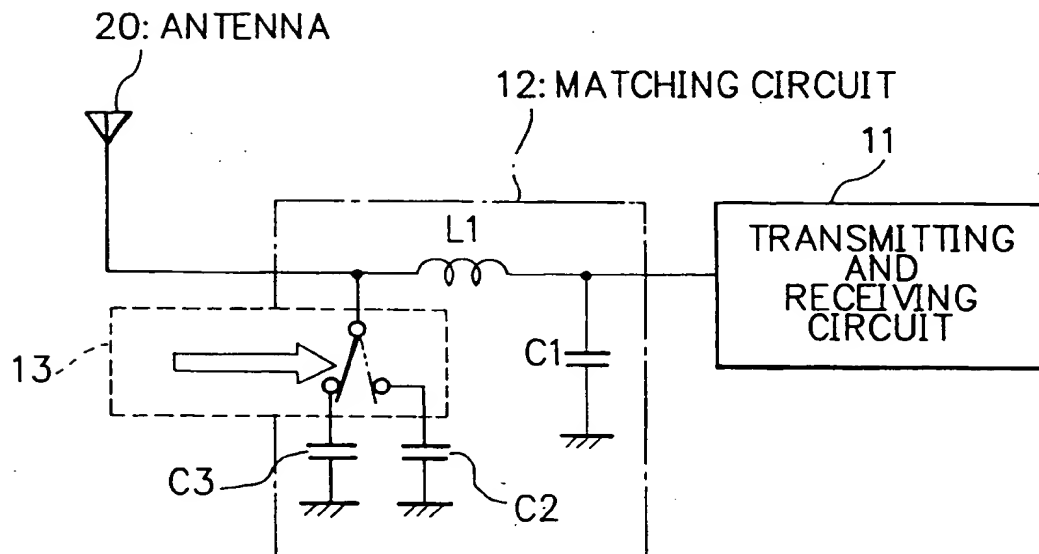 20: ANTENNA
12: MATCHING CIRCUIT
11
L1
TRANSMITTING
AND
RECEIVING
CIRCUIT
13
C1
C3
C2